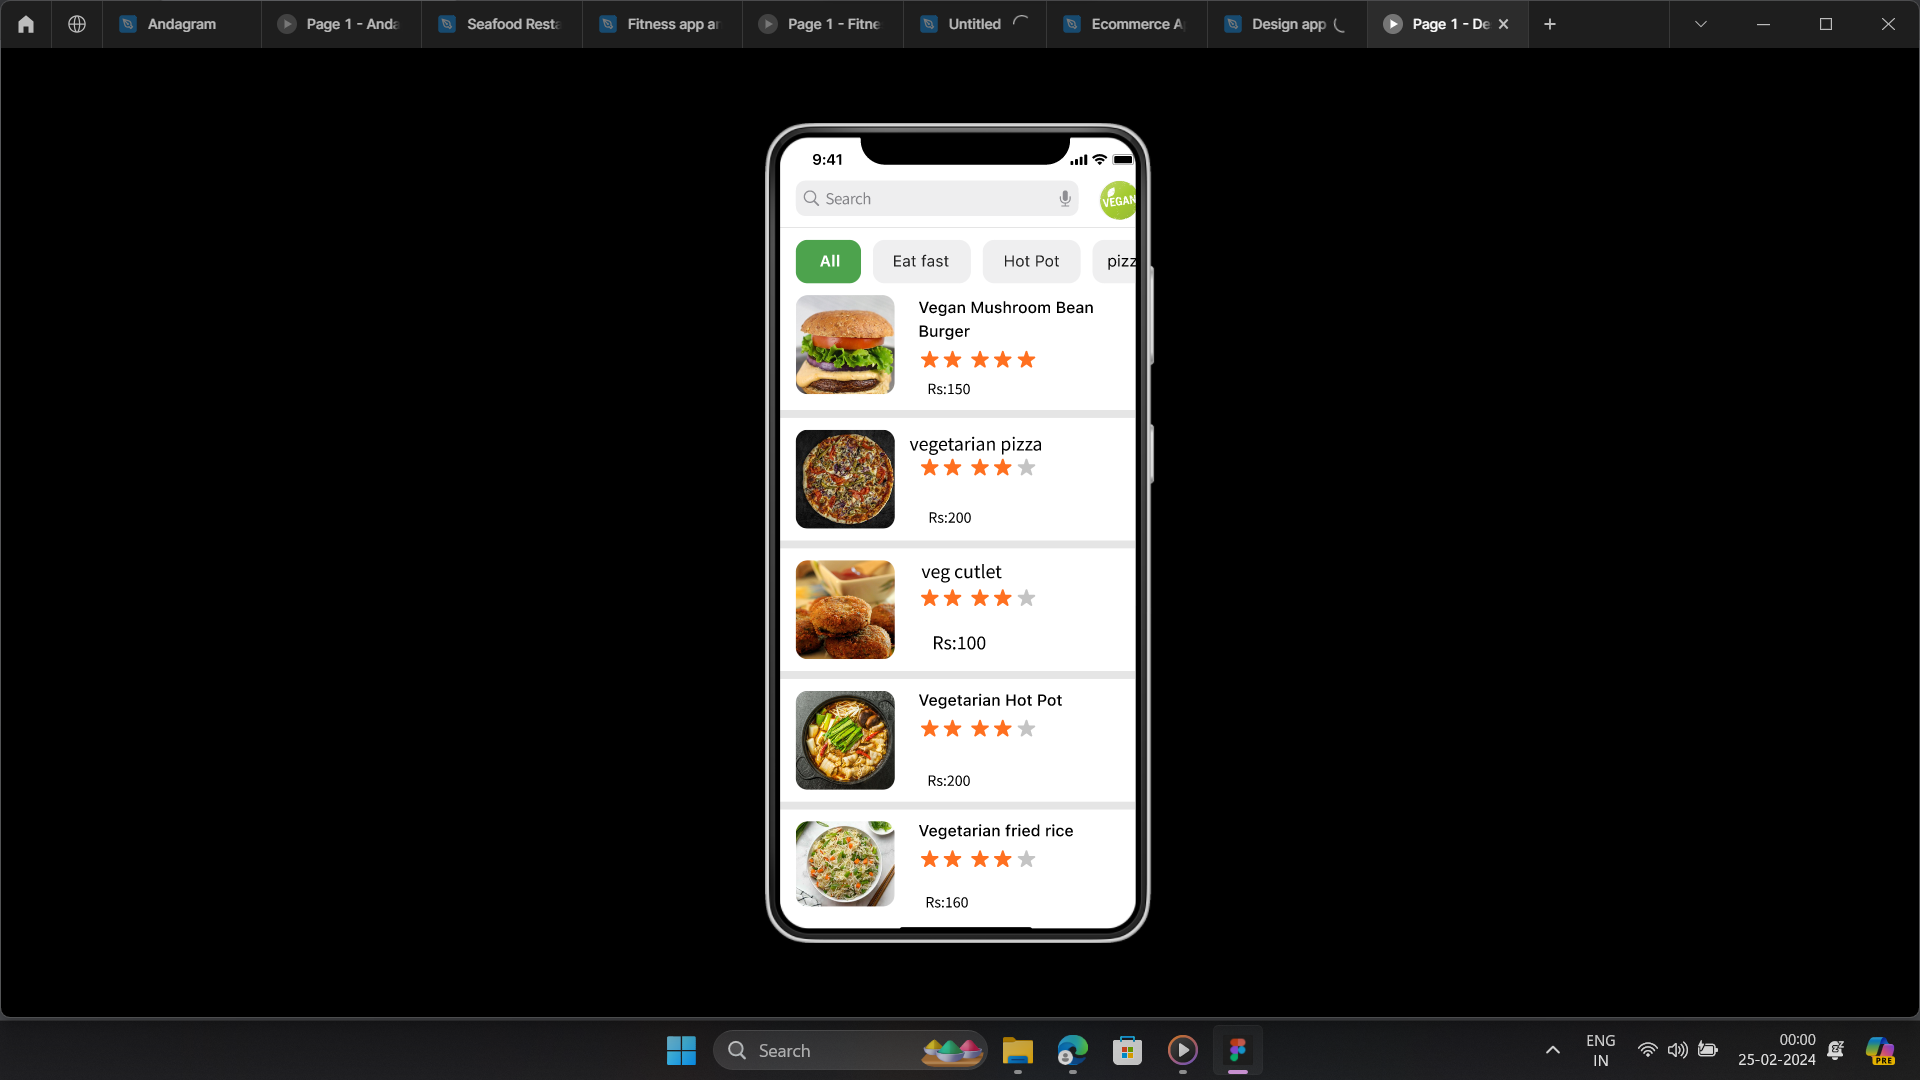 Andagram
Page 1 - Anda
Seafood Resta
Fitness app an
Page 1 - Fitne
Untitled
Ecommerce A
Design app
Page 1 - De
9:41
Search
VEGAN
All
Eat fast
Hot Pot
pizz
Vegan Mushroom Bean
Burger
Rs:150
vegetarian pizza
Rs:200
veg cutlet
Rs:100
Vegetarian Hot Pot
Rs:200
Vegetarian fried rice
Rs:160
Search
ENG
IN
00:00
25-02-2024
PRE